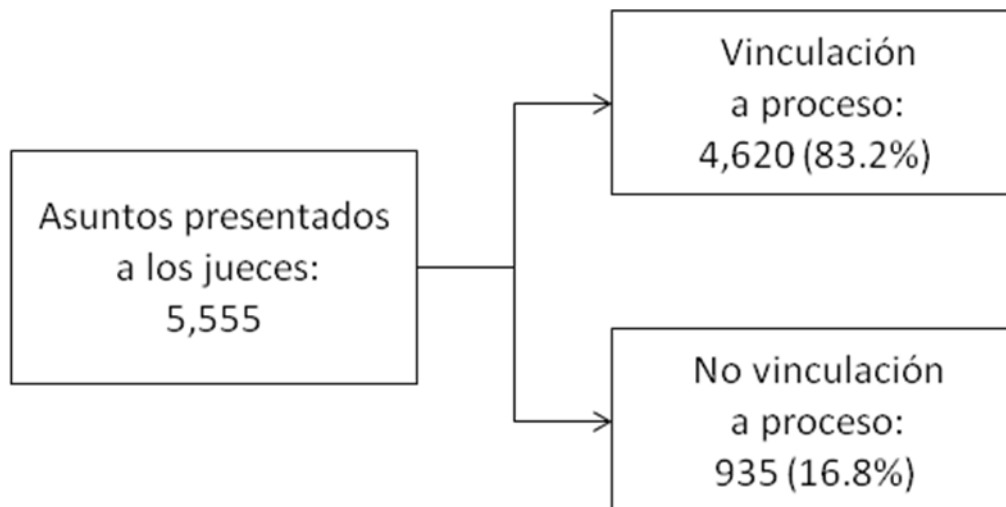 Asuntos presentados
a los jueces:
5,555
Vinculación
a proceso:
4,620 (83.2%)
No vinculación
a proceso:
935 (16.8%)